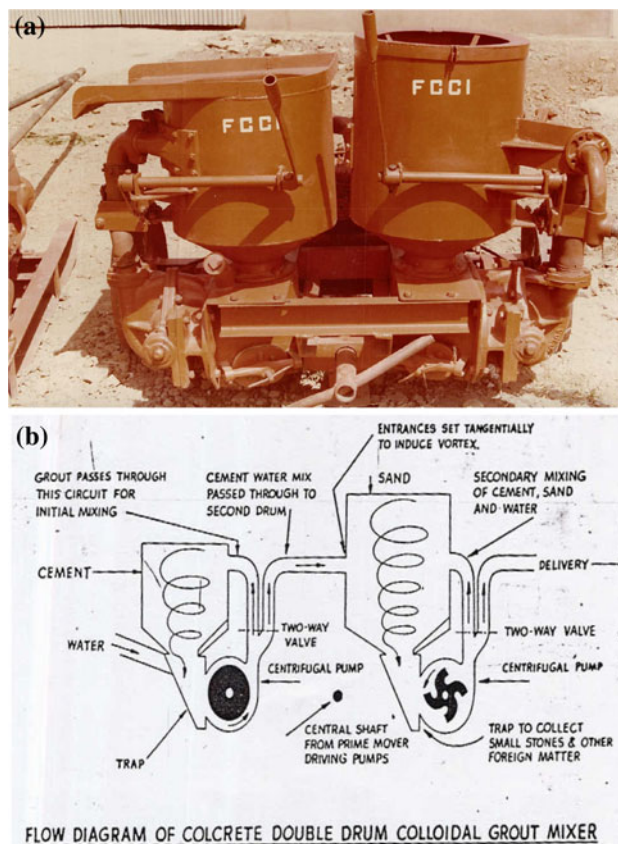 (a)
FCCI
FCCI
(b)
ENTRANCES SET TANGENTIALLY
TO INDUCE VORTEX.
GROUT PASSES THROUGH
THIS CIRCUIT FOR
INITIAL MIXING
CEMENT WATER MIX
PASSED THROUGH TO
SECOND DRUM
SAND
SECONDARY MIXING
OF CEMENT, SAND
AND WATER
CEMENT
DELIVERY
WATER
TWO-WAY
VALVE
TWO-WAY VALVE
CENTRIFUGAL PUMP
CENTRIFUGAL PUMP
TRAP
CENTRAL SHAFT
FROM PRIME MOVER
DRIVING PUMPS
TRAP TO COLLECT
SMALL STONES & OTHER
FOREIGN MATTER
FLOW DIAGRAM OF COLCRETE DOUBLE DRUM COLLOIDAL GROUT MIXER